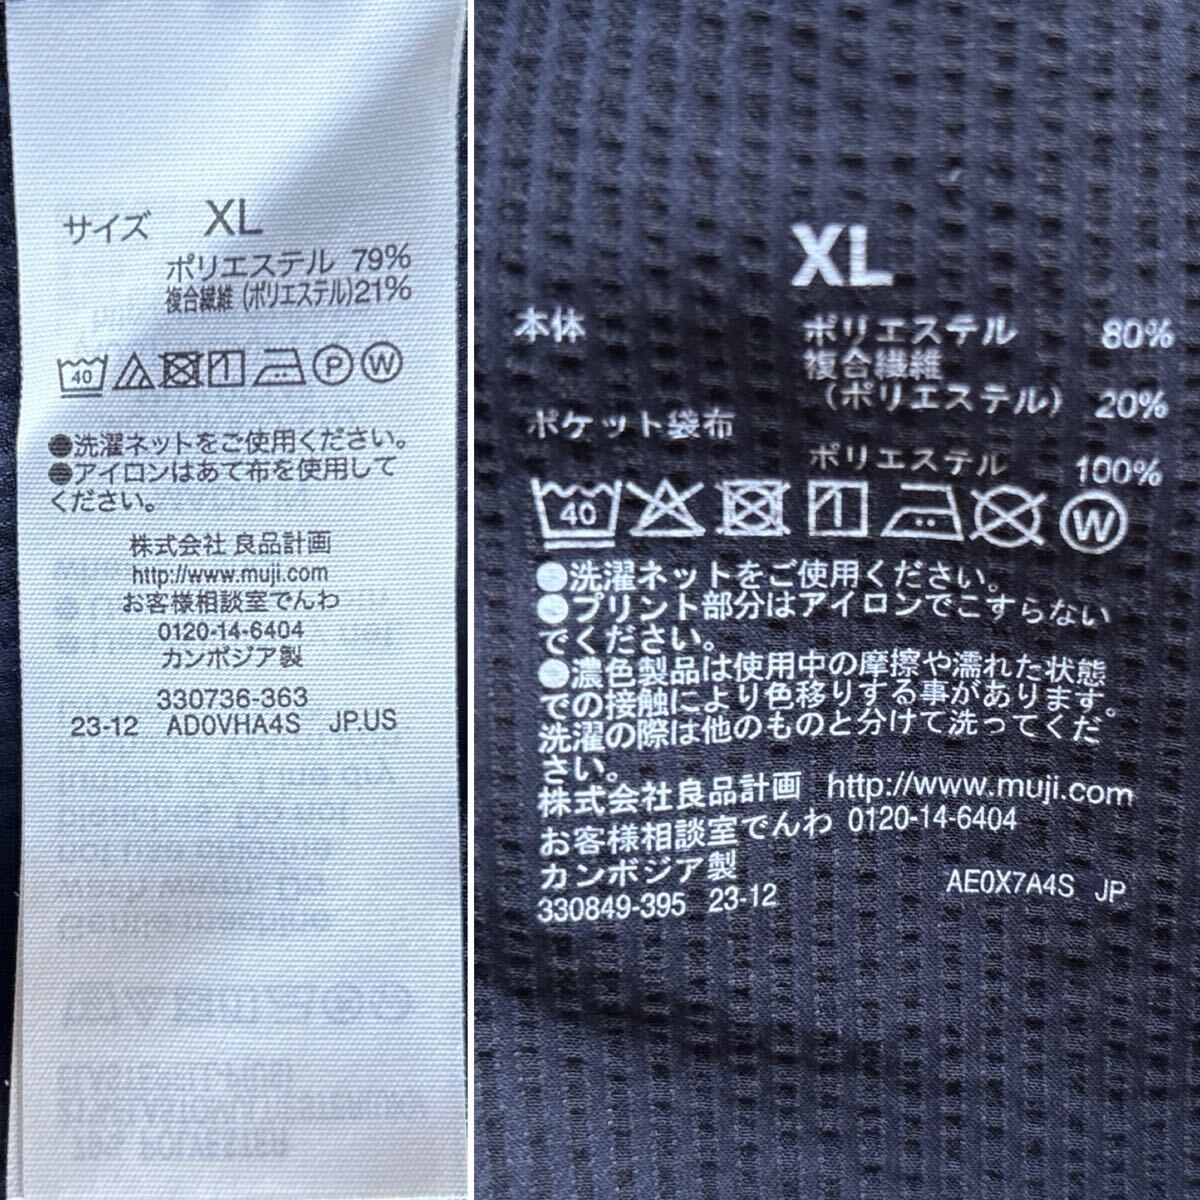 サイズ XL
ポリエステル 79%
複合繊維 (ポリエステル)21%
40 P W
●洗濯ネットをご使用ください。
●アイロンはあて布を使用して
ください。
株式会社 良品計画
http://www.muji.com
お客様相談室でんわ
0120-14-6404
カンボジア製
330736-363
23-12 AD0VHA4S JP.US
XL
本体 ポリエステル 80%
複合繊維
(ポリエステル) 20%
ポケット袋布
ポリエステル 100%
40 W
●洗濯ネットをご使用ください。
●プリント部分はアイロンでこすらない
でください。
●濃色製品は使用中の摩擦や濡れた状態
での接触により色移りする事があります。
洗濯の際は他のものと分けて洗ってくだ
さい。
株式会社良品計画 http://www.muji.com
お客様相談室でんわ 0120-14-6404
カンボジア製
330849-395 23-12 AE0X7A4S JP